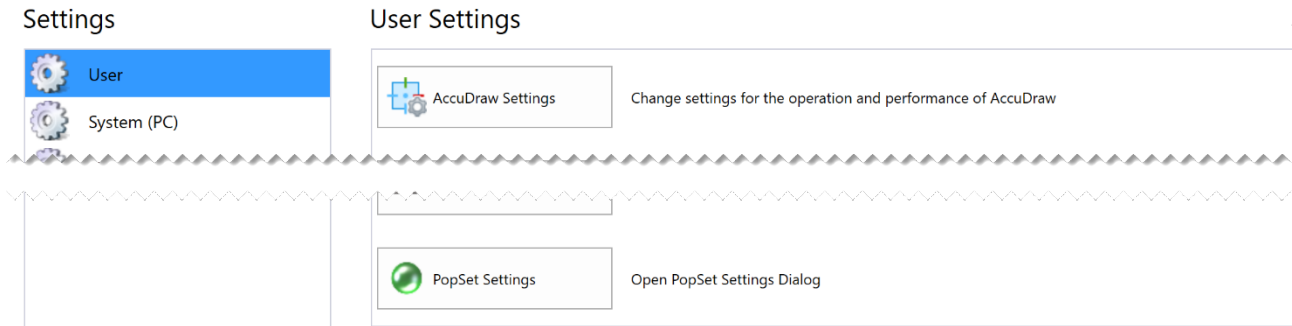 Settings
User Settings
User
AccuDraw Settings
Change settings for the operation and performance of AccuDraw
System (PC)
PopSet Settings
Open PopSet Settings Dialog